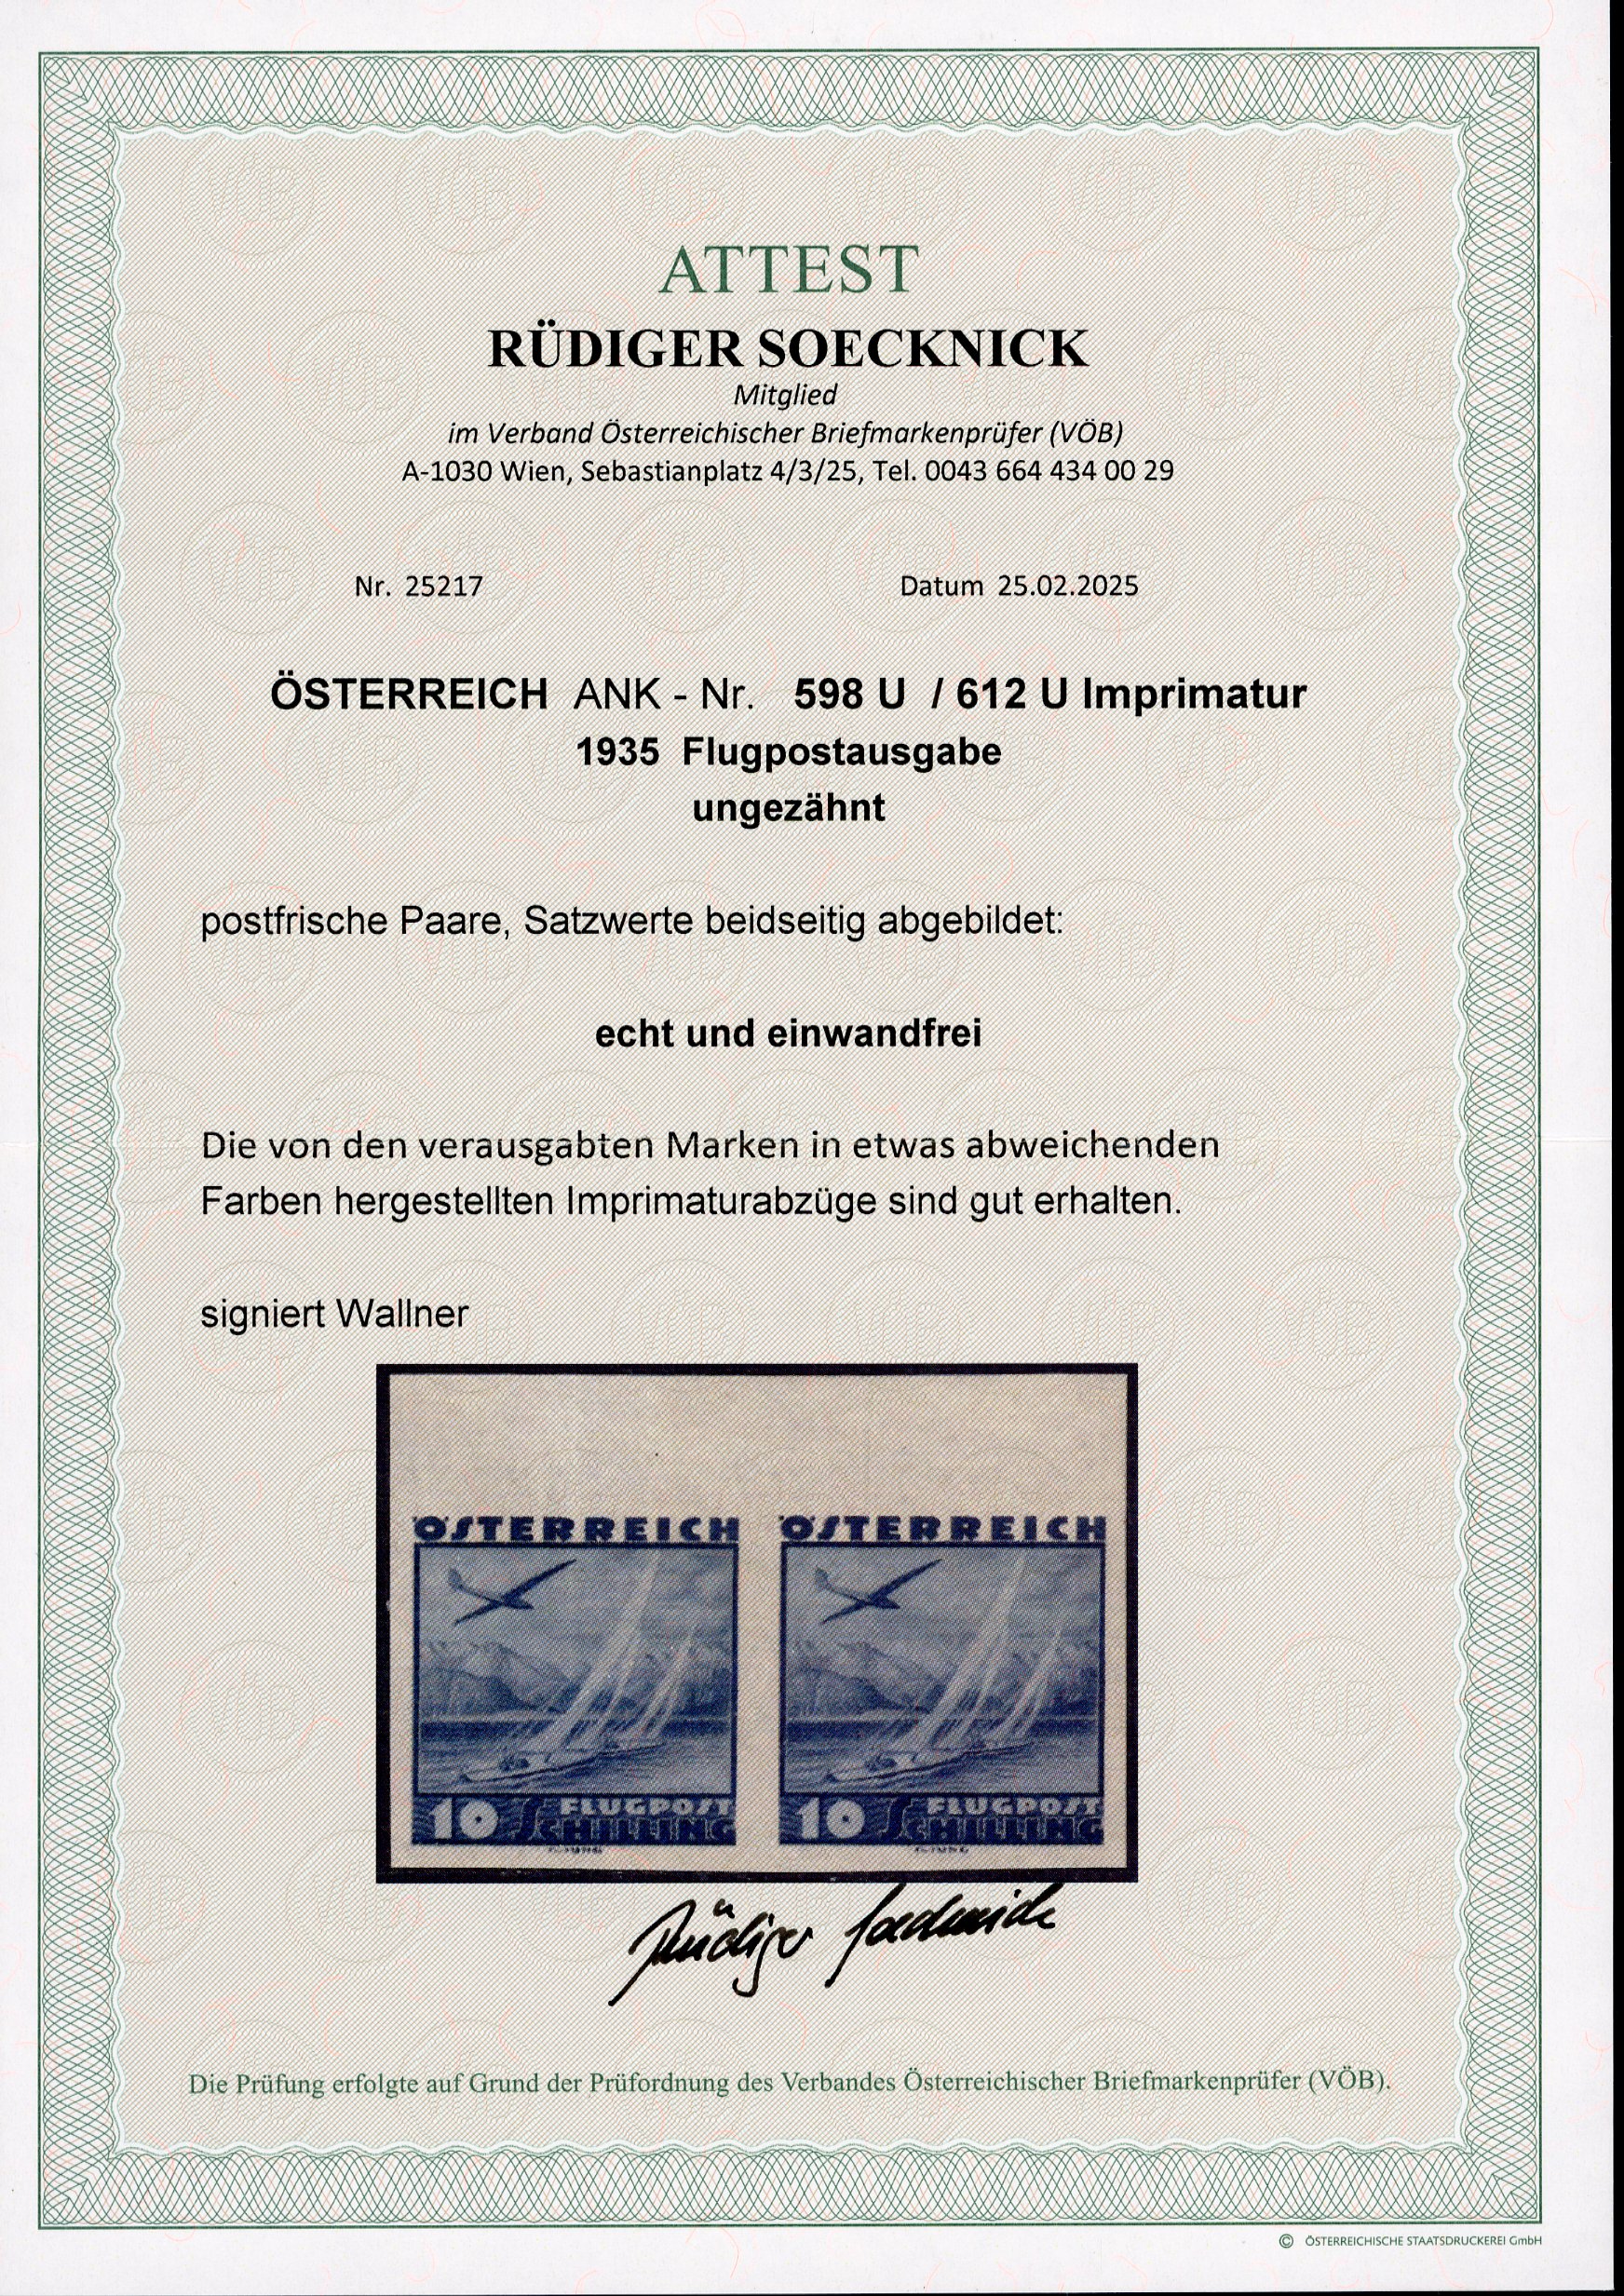 ATTEST
RÜDIGER SOECKNICK
Mitglied
im Verband Österreichischer Briefmarkenprüfer (VÖB)
A-1030 Wien, Sebastianplatz 4/3/25, Tel. 0043 664 434 00 29
Nr. 25217 Datum 25.02.2025
ÖSTERREICH ANK - Nr. 598 U / 612 U Imprimatur
1935 Flugpostausgabe
ungezähnt
postfrische Paare, Satzwerte beidseitig abgebildet:
echt und einwandfrei
Die von den verausgabten Marken in etwas abweichenden
Farben hergestellten Imprimaturabzüge sind gut erhalten.
signiert Wallner
ÖSTERREICH ÖSTERREICH
10 FLUGPOST 10 FLUGPOST
SCHILLING SCHILLING
Rüdiger Soecknick
Die Prüfung erfolgte auf Grund der Prüfordnung des Verbandes Österreichischer Briefmarkenprüfer (VÖB).
© ÖSTERREICHISCHE STAATSDRUCKEREI GmbH